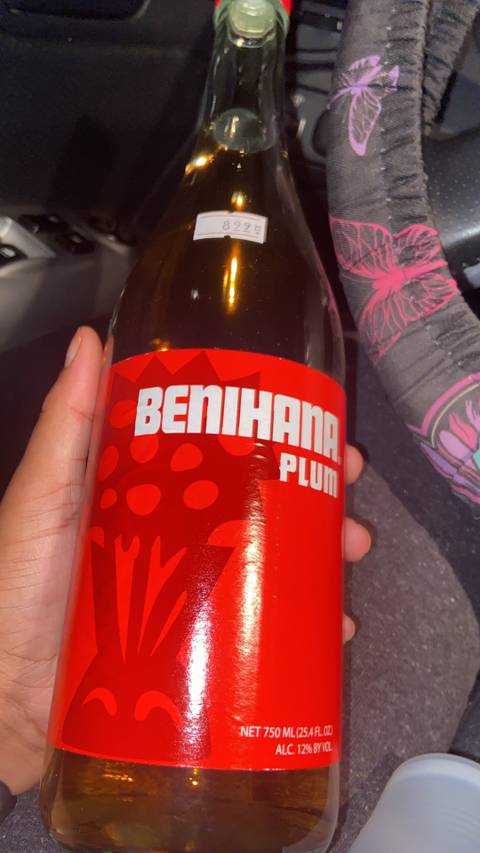 BENIHANA
PLUM
NET 750 ML (25.4 FL. OZ.)
ALC. 12% BY VOL.